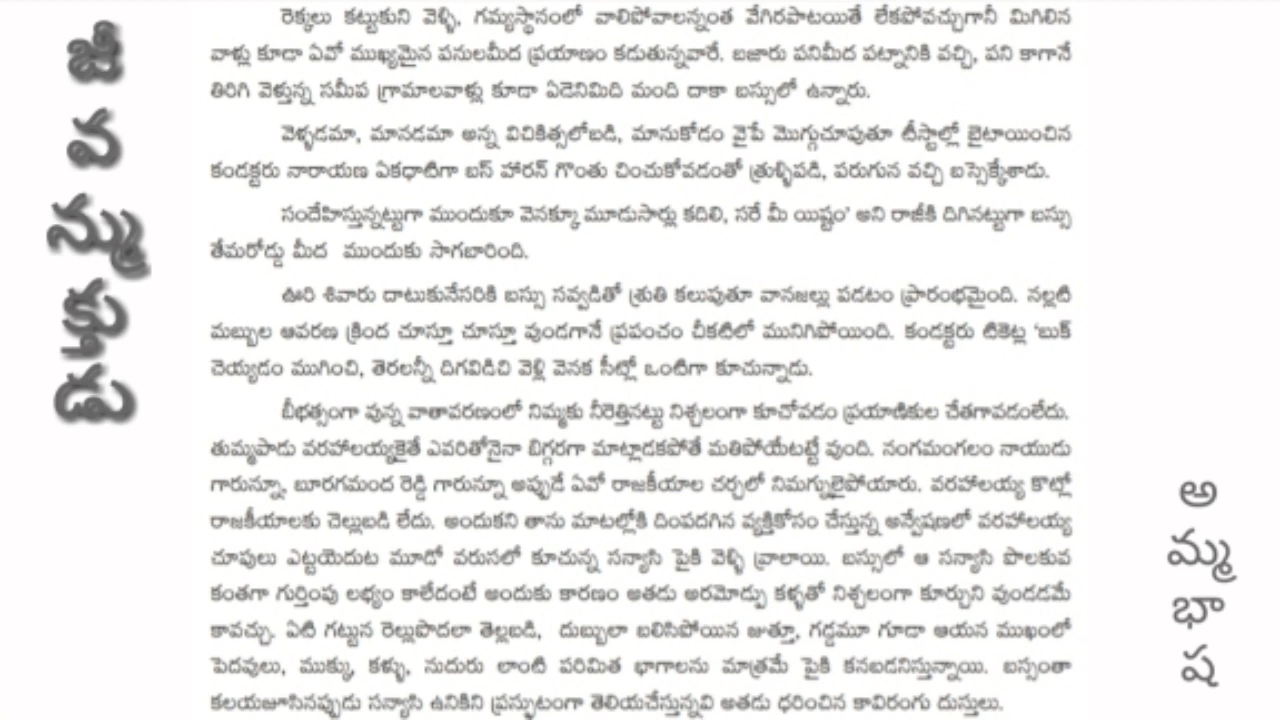 జీవన్ముక్తుడు
రెక్కలు కట్టుకుని వెళ్ళి, గమ్యస్థానంలో వాలిపోవాలన్నంత వేగిరపాటయితే లేకపోవచ్చుగానీ మిగిలిన
వాళ్లు కూడా ఏవో ముఖ్యమైన పనులమీద ప్రయాణం కడుతున్నవారే. బజారు పనిమీద పట్నానికి వచ్చి, పని కాగానే
తిరిగి వెళ్తున్న సమీప గ్రామాలవాళ్లు కూడా ఏడెనిమిది మంది దాకా బస్సులో ఉన్నారు.
వెళ్ళడమా, మానడమా అన్న విచికిత్సలోబడి, మానుకోడం వైపే మొగ్గుచూపుతూ టీస్టాల్లో బైటాయించిన
కండక్టరు నారాయణ ఏకధాటిగా బస్ హారన్ గొంతు చించుకోవడంతో త్రుళ్ళిపడి, పరుగున వచ్చి బస్సెక్కేశాడు.
సందేహిస్తున్నట్టుగా ముందుకూ వెనక్కూ మూడుసార్లు కదిలి, సరే మీ యిష్టం' అని రాజీకి దిగినట్టుగా బస్సు
తేమరోడ్డు మీద ముందుకు సాగబారింది.
ఊరి శివారు దాటుకునేసరికి బస్సు సవ్వడితో శ్రుతి కలుపుతూ వానజల్లు పడటం ప్రారంభమైంది. నల్లటి
మబ్బుల ఆవరణ క్రింద చూస్తూ చూస్తూ వుండగానే ప్రపంచం చీకటిలో మునిగిపోయింది. కండక్టరు టికెట్ల 'బుక్
చెయ్యడం ముగించి, తెరలన్నీ దిగవిడిచి వెళ్లి వెనక సీట్లో ఒంటిగా కూచున్నాడు.
బీభత్సంగా వున్న వాతావరణంలో నిమ్మకు నీరెత్తినట్టు నిశ్చలంగా కూచోవడం ప్రయాణికుల చేతగావడంలేదు.
తుమ్మపాడు వరహాలయ్యకైతే ఎవరితోనైనా బిగ్గరగా మాట్లాడకపోతే మతిపోయేటట్టే వుంది. నంగమంగలం నాయుడు
గారున్నూ, బూరగమంద రెడ్డి గారున్నూ అప్పుడే ఏవో రాజకీయాల చర్చలో నిమగ్నులైపోయారు. వరహాలయ్య కొట్లో
రాజకీయాలకు చెల్లుబడి లేదు. అందుకని తాను మాటల్లోకి దింపదగిన వ్యక్తికోసం చేస్తున్న అన్వేషణలో వరహాలయ్య
చూపులు ఎట్టయెదుట మూడో వరుసలో కూచున్న సన్యాసి పైకి వెళ్ళి వ్రాలాయి. బస్సులో ఆ సన్యాసి పొలకువ
కంతగా గుర్తింపు లభ్యం కాలేదంటే అందుకు కారణం అతడు అరమోడ్పు కళ్ళతో నిశ్చలంగా కూర్చుని వుండడమే
కావచ్చు. ఏటి గట్టున రెల్లుపొదలా తెల్లబడి, దుబ్బులా బలిసిపోయిన జుత్తూ, గడ్డమూ గూడా ఆయన ముఖంలో
పెదవులు, ముక్కు, కళ్ళు, నుదురు లాంటి పరిమిత భాగాలను మాత్రమే పైకి కనబడనిస్తున్నాయి. బస్సంతా
కలయజూసినప్పుడు సన్యాసి ఉనికిని ప్రస్ఫుటంగా తెలియచేస్తున్నవి అతడు ధరించిన కావిరంగు దుస్తులు.
అమ్మభాష